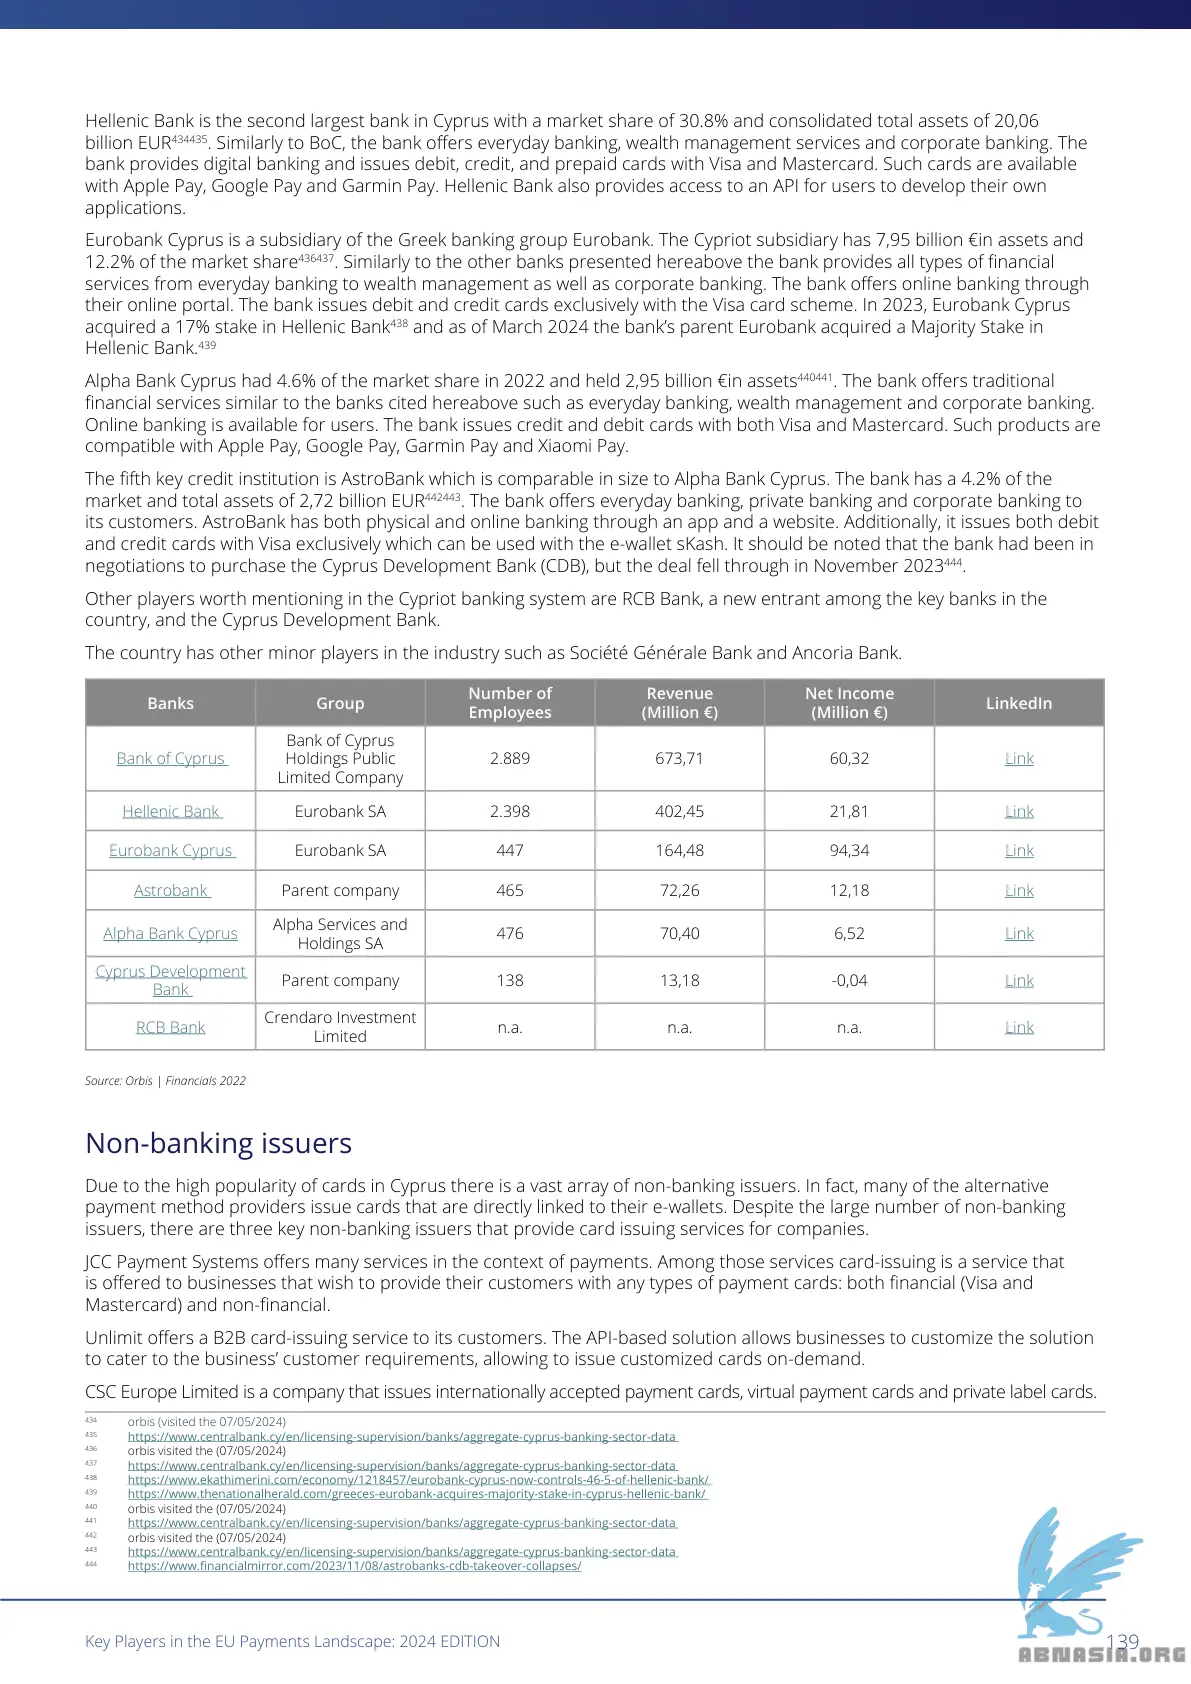 Hellenic Bank is the second largest bank in Cyprus with a market share of 30.8% and consolidated total assets of 20,06
billion EUR434435. Similarly to BoC, the bank offers everyday banking, wealth management services and corporate banking. The
bank provides digital banking and issues debit, credit, and prepaid cards with Visa and Mastercard. Such cards are available
with Apple Pay, Google Pay and Garmin Pay. Hellenic Bank also provides access to an API for users to develop their own
applications.
Eurobank Cyprus is a subsidiary of the Greek banking group Eurobank. The Cypriot subsidiary has 7,95 billion €in assets and
12.2% of the market share436437. Similarly to the other banks presented hereabove the bank provides all types of financial
services from everyday banking to wealth management as well as corporate banking. The bank offers online banking through
their online portal. The bank issues debit and credit cards exclusively with the Visa card scheme. In 2023, Eurobank Cyprus
acquired a 17% stake in Hellenic Bank438 and as of March 2024 the bank's parent Eurobank acquired a Majority Stake in
Hellenic Bank.439
Alpha Bank Cyprus had 4.6% of the market share in 2022 and held 2,95 billion €in assets440441. The bank offers traditional
financial services similar to the banks cited hereabove such as everyday banking, wealth management and corporate banking.
Online banking is available for users. The bank issues credit and debit cards with both Visa and Mastercard. Such products are
compatible with Apple Pay, Google Pay, Garmin Pay and Xiaomi Pay.
The fifth key credit institution is AstroBank which is comparable in size to Alpha Bank Cyprus. The bank has a 4.2% of the
market and total assets of 2,72 billion EUR442443. The bank offers everyday banking, private banking and corporate banking to
its customers. AstroBank has both physical and online banking through an app and a website. Additionally, it issues both debit
and credit cards with Visa exclusively which can be used with the e-wallet sKash. It should be noted that the bank had been in
negotiations to purchase the Cyprus Development Bank (CDB), but the deal fell through in November 2023444.
Other players worth mentioning in the Cypriot banking system are RCB Bank, a new entrant among the key banks in the
country, and the Cyprus Development Bank.
The country has other minor players in the industry such as Société Générale Bank and Ancoria Bank.
Banks Group Number of Employees Revenue (Million €) Net Income (Million €) LinkedIn
Bank of Cyprus Bank of Cyprus Holdings Public Limited Company 2.889 673,71 60,32 Link
Hellenic Bank Eurobank SA 2.398 402,45 21,81 Link
Eurobank Cyprus Eurobank SA 447 164,48 94,34 Link
Astrobank Parent company 465 72,26 12,18 Link
Alpha Bank Cyprus Alpha Services and Holdings SA 476 70,40 6,52 Link
Cyprus Development Bank Parent company 138 13,18 -0,04 Link
RCB Bank Crendaro Investment Limited n.a. n.a. n.a. Link
Source: Orbis | Financials 2022
Non-banking issuers
Due to the high popularity of cards in Cyprus there is a vast array of non-banking issuers. In fact, many of the alternative
payment method providers issue cards that are directly linked to their e-wallets. Despite the large number of non-banking
issuers, there are three key non-banking issuers that provide card issuing services for companies.
JCC Payment Systems offers many services in the context of payments. Among those services card-issuing is a service that
is offered to businesses that wish to provide their customers with any types of payment cards: both financial (Visa and
Mastercard) and non-financial.
Unlimit offers a B2B card-issuing service to its customers. The API-based solution allows businesses to customize the solution
to cater to the business' customer requirements, allowing to issue customized cards on-demand.
CSC Europe Limited is a company that issues internationally accepted payment cards, virtual payment cards and private label cards.
434 orbis (visited the 07/05/2024)
435 https://www.centralbank.cy/en/licensing-supervision/banks/aggregate-cyprus-banking-sector-data
436 orbis visited the (07/05/2024)
437 https://www.centralbank.cy/en/licensing-supervision/banks/aggregate-cyprus-banking-sector-data
438 https://www.ekathimerini.com/economy/1218457/eurobank-cyprus-now-controls-46-5-of-hellenic-bank/
439 https://www.thenationalherald.com/greeces-eurobank-acquires-majority-stake-in-cyprus-hellenic-bank/
440 orbis visited the (07/05/2024)
441 https://www.centralbank.cy/en/licensing-supervision/banks/aggregate-cyprus-banking-sector-data
442 orbis visited the (07/05/2024)
443 https://www.centralbank.cy/en/licensing-supervision/banks/aggregate-cyprus-banking-sector-data
444 https://www.financialmirror.com/2023/11/08/astrobanks-cdb-takeover-collapses/
Key Players in the EU Payments Landscape: 2024 EDITION 139
ABNASIA.ORG